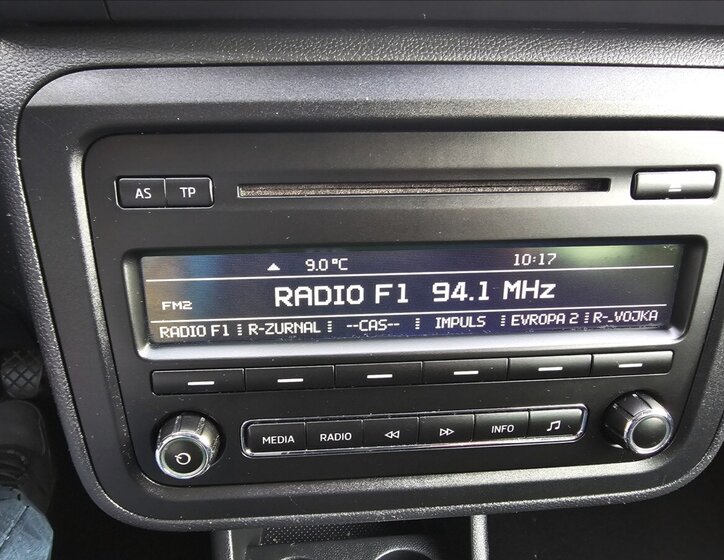 AS TP
9.0 °C 10:17
FM2 RADIO F1 94.1 MHz
RADIO F1 R-ZURNAL --CAS-- IMPULS EVROPA 2 R-_VOJKA
MEDIA RADIO INFO